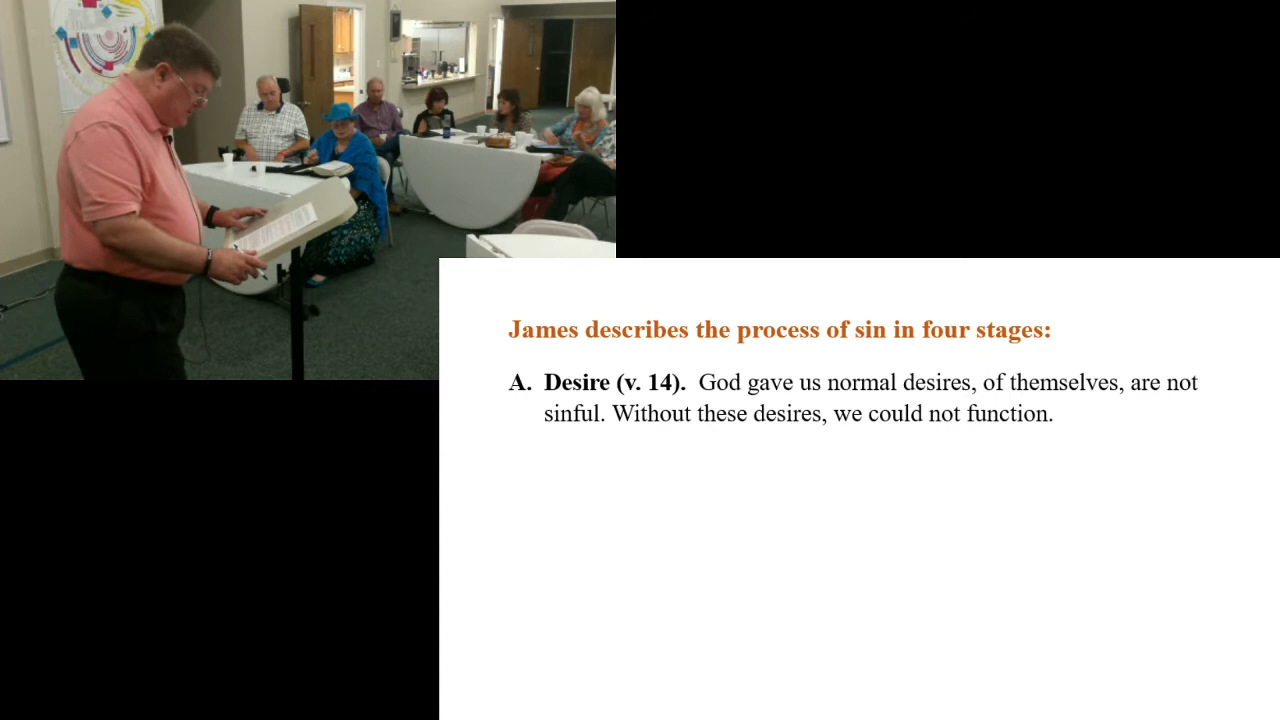 James describes the process of sin in four stages:
A. Desire (v. 14). God gave us normal desires, of themselves, are not
sinful. Without these desires, we could not function.